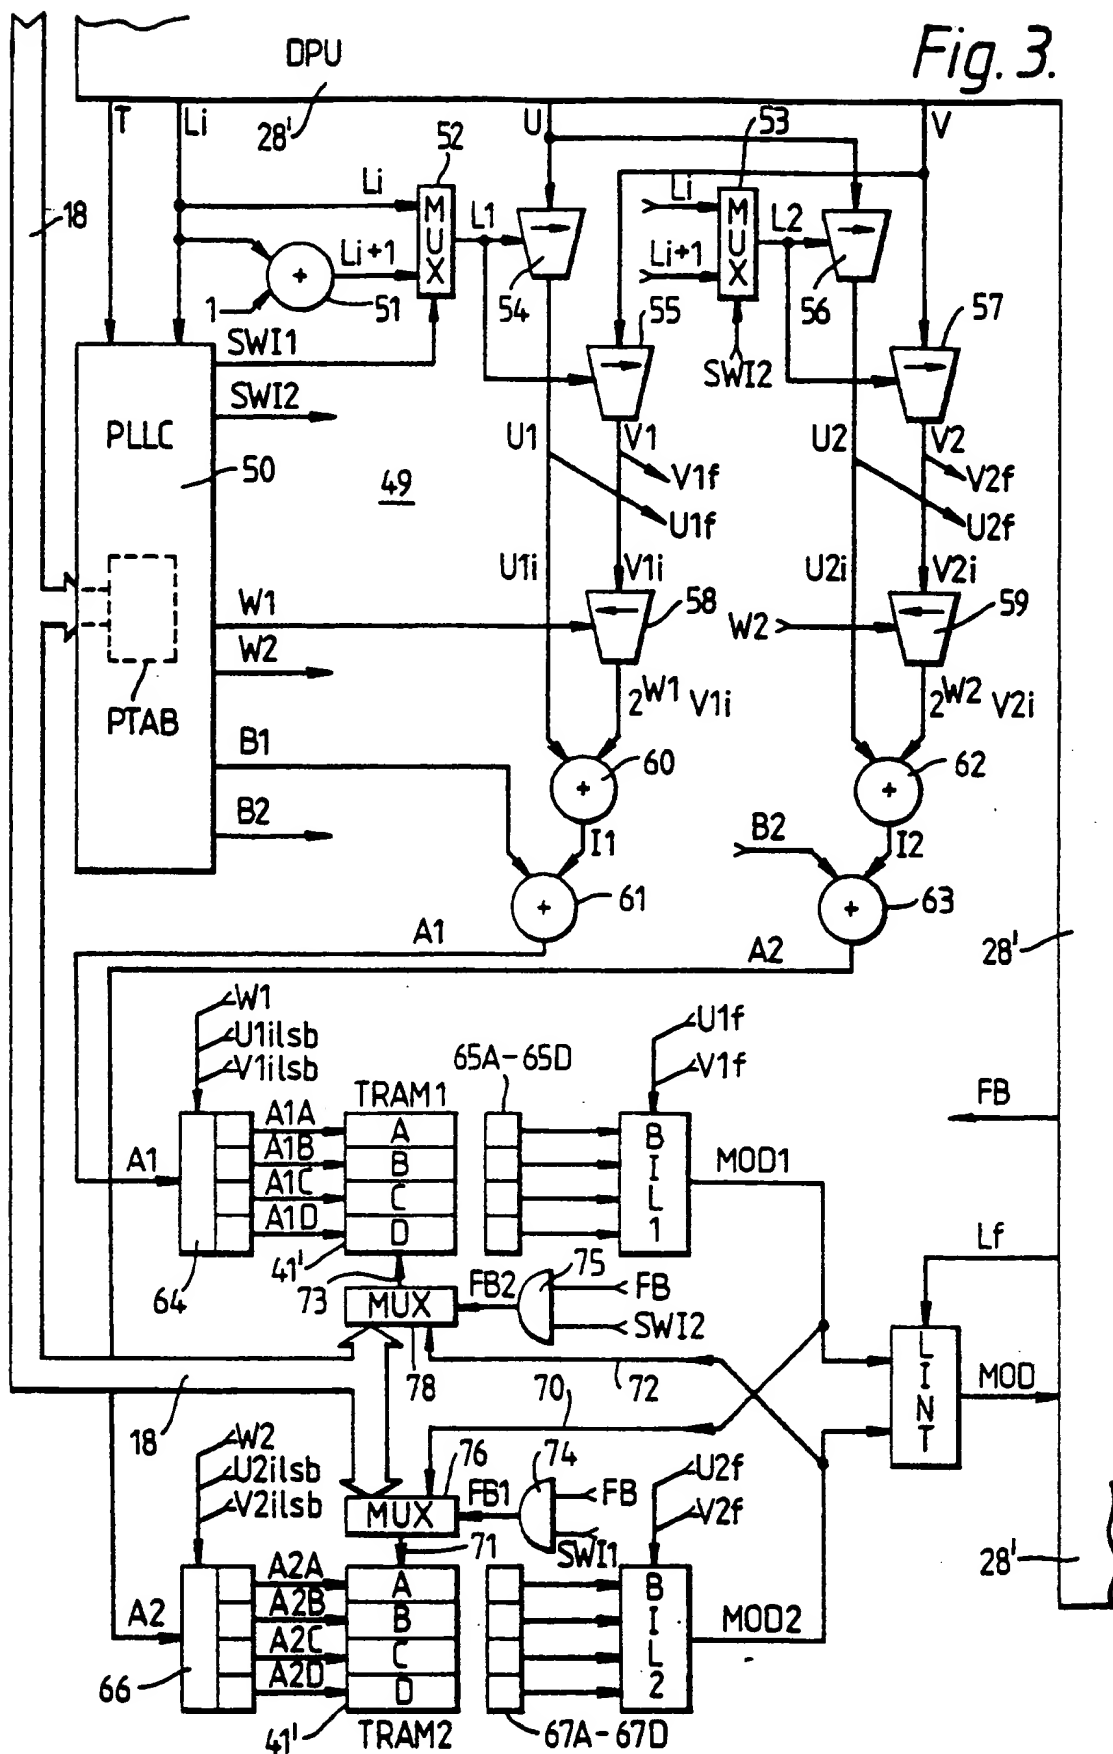 Fig. 3.
DPU
28'
T
Li
U
V
52
53
18
Li
MUX
L1
Li
MUX
L2
1
+
Li+1
51
54
Li+1
56
55
57
SWI1
SWI2
SWI2
PLLC
50
49
U1
V1
V1f
U1f
U2
V2
V2f
U2f
U1i
V1i
U2i
V2i
W1
58
W2
59
W2
PTAB
2W1 V1i
2W2 V2i
B1
+
60
+
62
B2
I1
B2
I2
+
61
+
63
A1
A2
28'
W1
U1ilsb
V1ilsb
65A-65D
U1f
V1f
TRAM1
FB
A1
A1A
A1B
A1C
A1D
A
B
C
D
BIL1
MOD1
64
41'
73
MUX
FB2
75
FB
SWI2
Lf
78
72
70
LINT
MOD
18
W2
U2ilsb
V2ilsb
76
MUX
FB1
74
FB
SWI1
U2f
V2f
71
28'
A2
A2A
A2B
A2C
A2D
A
B
C
D
BIL2
MOD2
66
41'
TRAM2
67A-67D